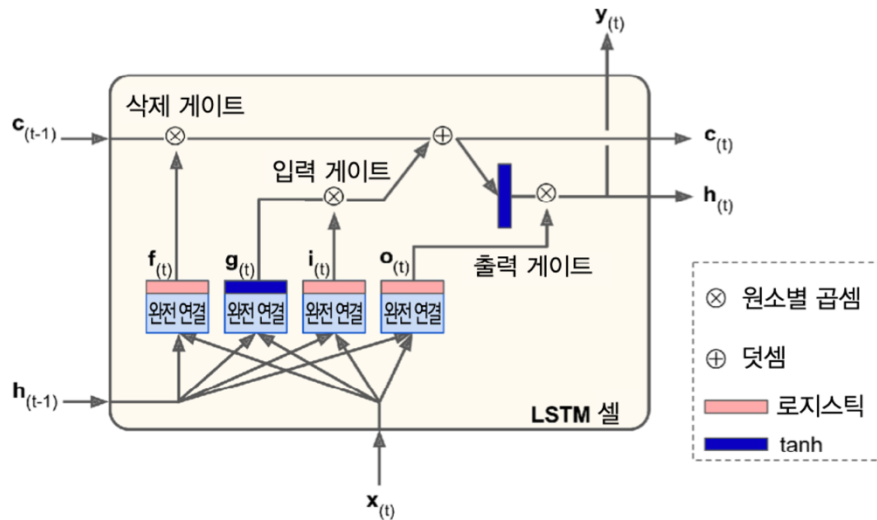 y(t)
삭제 게이트
c(t-1)
c(t)
입력 게이트
h(t)
f(t)
g(t)
i(t)
o(t)
출력 게이트
완전 연결
완전 연결
완전 연결
완전 연결
원소별 곱셈
덧셈
h(t-1)
LSTM 셀
로지스틱
tanh
x(t)